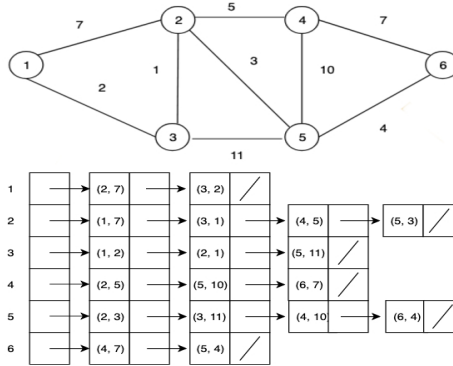 5
7 2 4 7
1 1 3 10 6
2
3 5 4
11
1 (2, 7) (3, 2)
2 (1, 7) (3, 1) (4, 5) (5, 3)
3 (1, 2) (2, 1) (5, 11)
4 (2, 5) (5, 10) (6, 7)
5 (2, 3) (3, 11) (4, 10) (6, 4)
6 (4, 7) (5, 4)